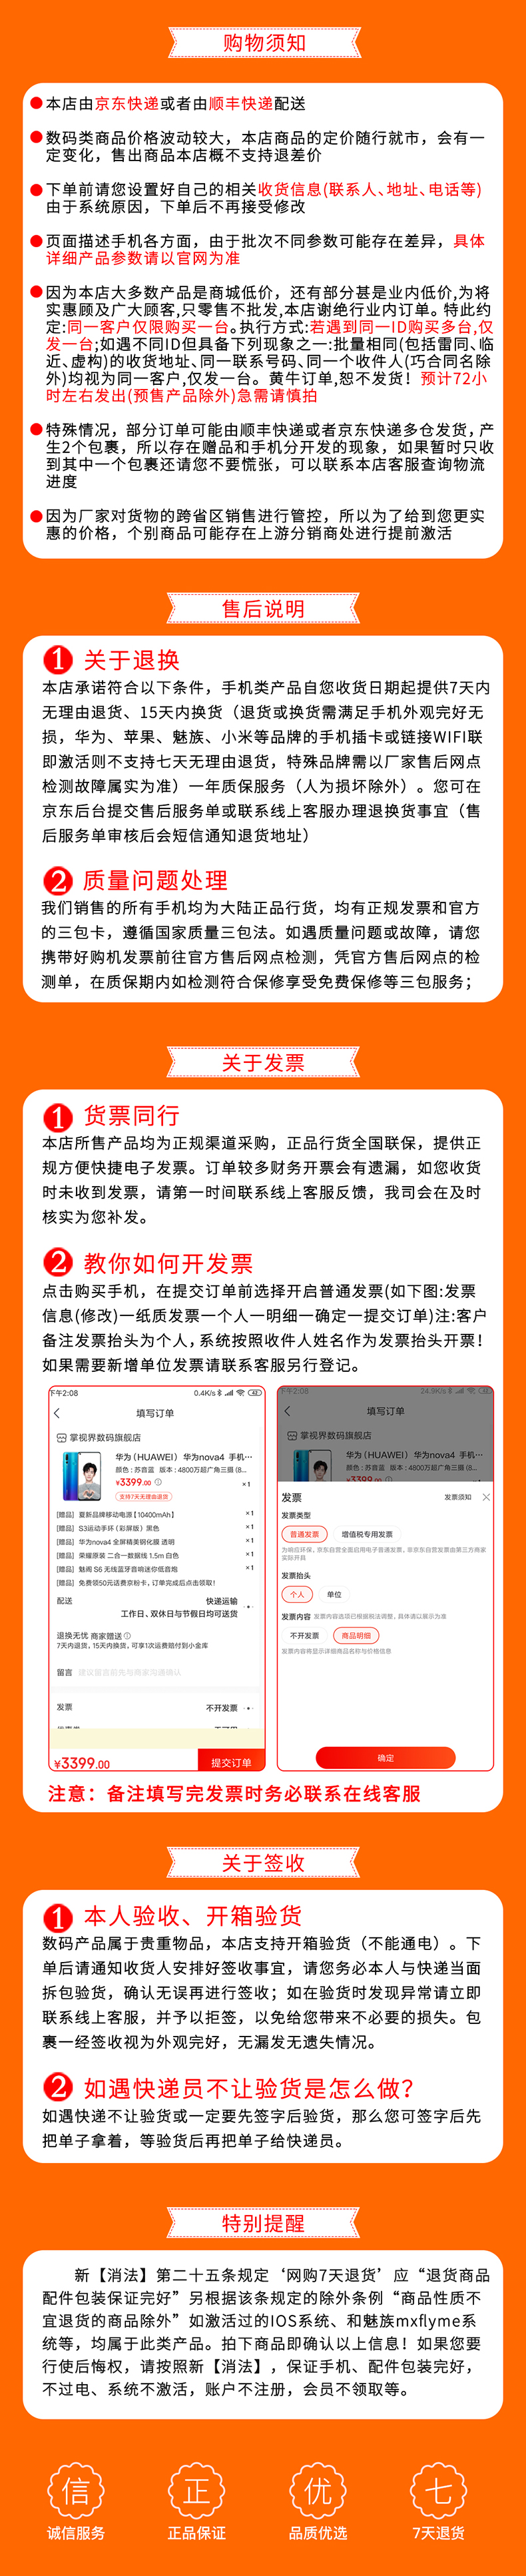 购物须知
●本店由京东快递或者由顺丰快递配送
●数码类商品价格波动较大，本店商品的定价随行就市，会有一
定变化，售出商品本店概不支持退差价
●下单前请您设置好自己的相关收货信息(联系人、地址、电话等)
由于系统原因，下单后不再接受修改
●页面描述手机各方面，由于批次不同参数可能存在差异，具体
详细产品参数请以官网为准
●因为本店大多数产品是商城低价，还有部分甚是业内低价,为将
实惠顾及广大顾客,只零售不批发,本店谢绝行业内订单。特此约
定:同一客户仅限购买一台。执行方式:若遇到同一ID购买多台,仅
发一台;如遇不同ID但具备下列现象之一:批量相同(包括雷同、临
近、虚构)的收货地址、同一联系号码、同一个收件人(巧合同名除
外)均视为同一客户,仅发一台。黄牛订单,恕不发货！预计72小
时左右发出(预售产品除外)急需请慎拍
●特殊情况，部分订单可能由顺丰快递或者京东快递多仓发货，产
生2个包裹，所以存在赠品和手机分开发的现象，如果暂时只收
到其中一个包裹还请您不要慌张，可以联系本店客服查询物流
进度
●因为厂家对货物的跨省区销售进行管控，所以为了给到您更实
惠的价格，个别商品可能存在上游分销商处进行提前激活
售后说明
1 关于退换
本店承诺符合以下条件，手机类产品自您收货日期起提供7天内
无理由退货、15天内换货（退货或换货需满足手机外观完好无
损，华为、苹果、魅族、小米等品牌的手机插卡或链接WIFI联
即激活则不支持七天无理由退货，特殊品牌需以厂家售后网点
检测故障属实为准）一年质保服务（人为损坏除外）。您可在
京东后台提交售后服务单或联系线上客服办理退换货事宜（售
后服务单审核后会短信通知退货地址）
2 质量问题处理
我们销售的所有手机均为大陆正品行货，均有正规发票和官方
的三包卡，遵循国家质量三包法。如遇质量问题或故障，请您
携带好购机发票前往官方售后网点检测，凭官方售后网点的检
测单，在质保期内如检测符合保修享受免费保修等三包服务；
关于发票
1 货票同行
本店所售产品均为正规渠道采购，正品行货全国联保，提供正
规方便快捷电子发票。订单较多财务开票会有遗漏，如您收货
时未收到发票，请第一时间联系线上客服反馈，我司会在及时
核实为您补发。
2 教你如何开发票
点击购买手机，在提交订单前选择开启普通发票(如下图:发票
信息(修改)一纸质发票一个人一明细一确定一提交订单)注:客户
备注发票抬头为个人,系统按照收件人姓名作为发票抬头开票！
如果需要新增单位发票请联系客服另行登记。
下午2:08 0.4K/s
填写订单
掌视界数码旗舰店
华为 (HUAWEI) 华为nova4 手机…
颜色：苏音蓝 版本：4800万超广角三摄 (8…
¥3399.00 ×1
支持7天无理由退货
[赠品] 夏新品牌移动电源【10400mAh】 ×1
[赠品] S3运动手环（彩屏版）黑色 ×1
[赠品] 华为nova4 全屏精美钢化膜 透明 ×1
[赠品] 荣耀原装 二合一数据线 1.5m 白色 ×1
[赠品] 魅阁 S6 无线蓝牙音响迷你低音炮 ×1
[赠品] 免费领50元话费京粉卡，订单完成后点击领取！
配送 快递运输
工作日、双休日与节假日均可送货
退换无忧 商家赠送
7天内退货，15天内换货，可享1次运费赔付到小金库
留言 建议留言前先与商家沟通确认
发票 不开发票
¥3399.00 提交订单
下午2:08 24.9K/s
填写订单
掌视界数码旗舰店
华为 (HUAWEI) 华为nova4 手机…
颜色：苏音蓝 版本：4800万超广角三摄 (8…
¥3399.00
发票 发票须知
发票类型
普通发票 增值税专用发票
为响应环保，京东自营全面启用电子普通发票，非京东自营发票由第三方商家
实际开具
发票抬头
个人 单位
发票内容 发票内容选项已根据税法调整，具体请以展示为准
不开发票 商品明细
发票内容将显示详细商品名称与价格信息
确定
注意：备注填写完发票时务必联系在线客服
关于签收
1 本人验收、开箱验货
数码产品属于贵重物品，本店支持开箱验货（不能通电）。下
单后请通知收货人安排好签收事宜，请您务必本人与快递当面
拆包验货，确认无误再进行签收；如在验货时发现异常请立即
联系线上客服，并予以拒签，以免给您带来不必要的损失。包
裹一经签收视为外观完好，无漏发无遗失情况。
2 如遇快递员不让验货是怎么做？
如遇快递不让验货或一定要先签字后验货，那么您可签字后先
把单子拿着，等验货后再把单子给快递员。
特别提醒
新【消法】第二十五条规定‘网购7天退货’应“退货商品
配件包装保证完好”另根据该条规定的除外条例“商品性质不
宜退货的商品除外”如激活过的IOS系统、和魅族mxflyme系
统等，均属于此类产品。拍下商品即确认以上信息！如果您要
行使后悔权，请按照新【消法】，保证手机、配件包装完好，
不过电、系统不激活，账户不注册，会员不领取等。
信 正 优 七
诚信服务 正品保证 品质优选 7天退货